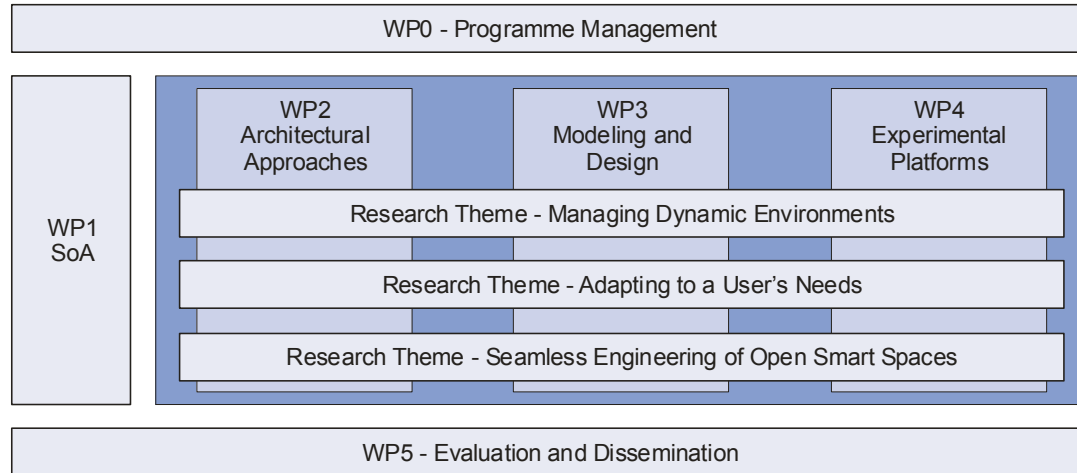 WP0 - Programme Management
WP1
SoA
WP2
Architectural
Approaches
WP3
Modeling and
Design
WP4
Experimental
Platforms
Research Theme - Managing Dynamic Environments
Research Theme - Adapting to a User's Needs
Research Theme - Seamless Engineering of Open Smart Spaces
WP5 - Evaluation and Dissemination